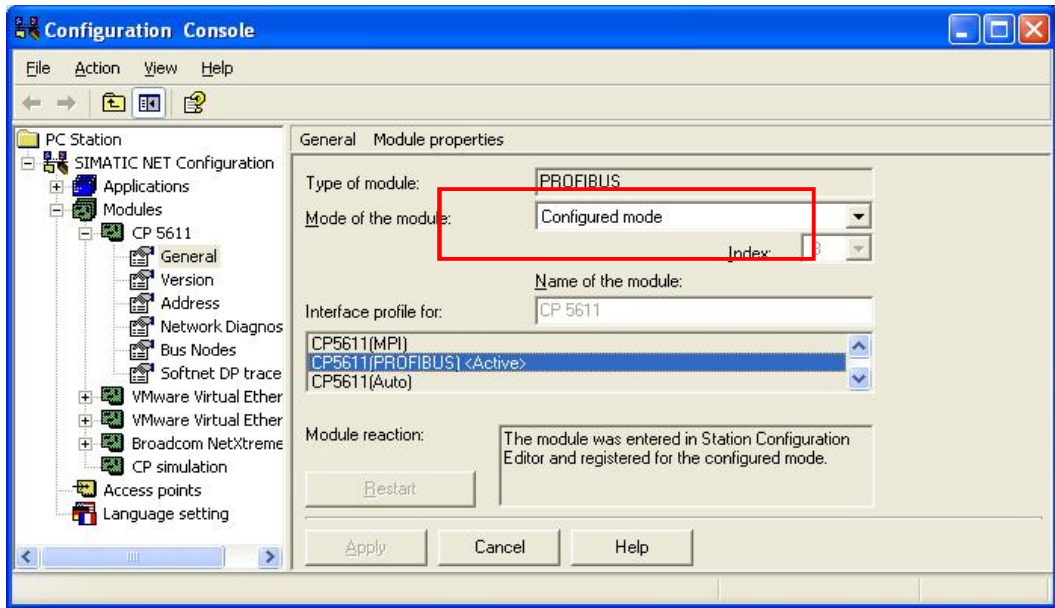 Configuration Console
File Action View Help
PC Station
SIMATIC NET Configuration
Applications
Modules
CP 5611
General
Version
Address
Network Diagnos
Bus Nodes
Softnet DP trace
VMware Virtual Ether
VMware Virtual Ether
Broadcom NetXtreme
CP simulation
Access points
Language setting
General Module properties
Type of module: PROFIBUS
Mode of the module: Configured mode
Index:
Name of the module:
Interface profile for: CP 5611
CP5611(MPI)
CP5611(PROFIBUS) <Active>
CP5611(Auto)
Module reaction: The module was entered in Station Configuration
Editor and registered for the configured mode.
Restart
Apply Cancel Help